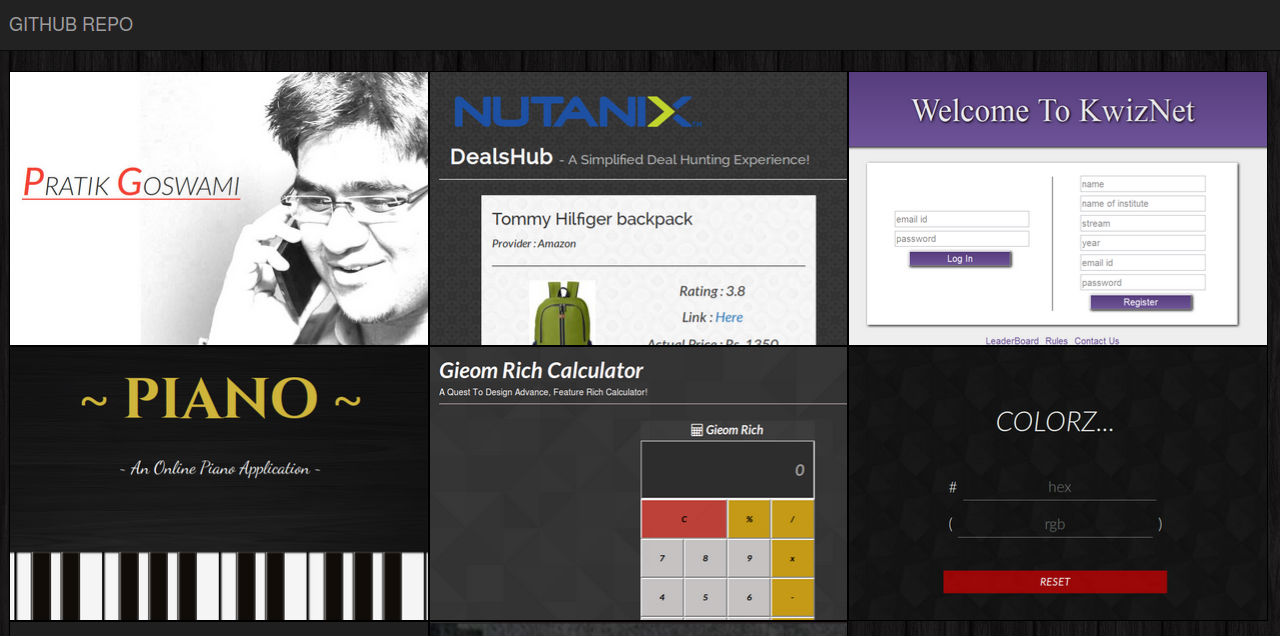 GITHUB REPO
PRATIK GOSWAMI
NUTANIX
DealsHub - A Simplified Deal Hunting Experience!
Tommy Hilfiger backpack
Provider : Amazon
Rating : 3.8
Link : Here
Actual Price : Rs. 1350
Welcome To KwizNet
email id
password
Log In
name
name of institute
stream
year
email id
password
Register
LeaderBoard Rules Contact Us
~ PIANO ~
~ An Online Piano Application ~
Gieom Rich Calculator
A Quest To Design Advance, Feature Rich Calculator!
Gieom Rich
0
C % /
7 8 9 x
4 5 6 -
COLORZ...
# hex
( rgb )
RESET